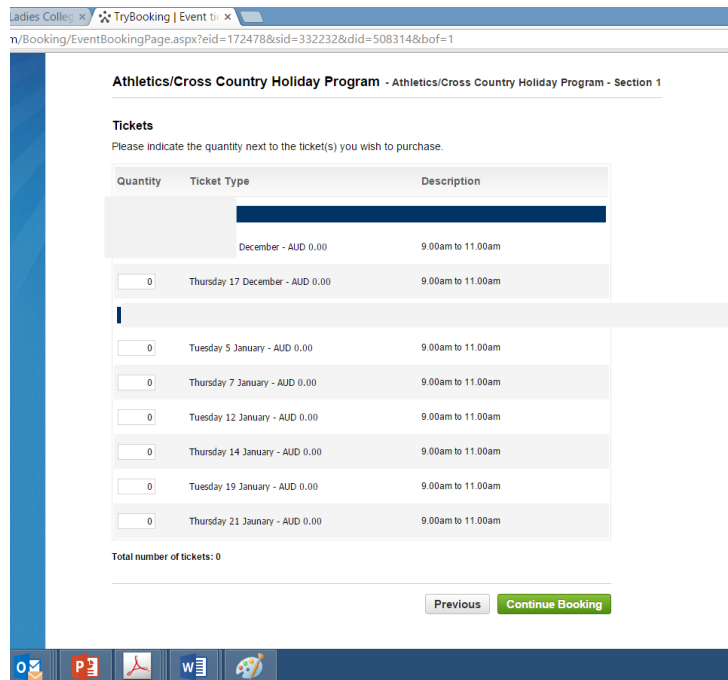 Ladies Colleg
TryBooking | Event tic
m/Booking/EventBookingPage.aspx?eid=172478&sid=332232&did=508314&bof=1
Athletics/Cross Country Holiday Program - Athletics/Cross Country Holiday Program - Section 1
Tickets
Please indicate the quantity next to the ticket(s) you wish to purchase.
Quantity Ticket Type Description
December - AUD 0.00 9.00am to 11.00am
0 Thursday 17 December - AUD 0.00 9.00am to 11.00am
0 Tuesday 5 January - AUD 0.00 9.00am to 11.00am
0 Thursday 7 January - AUD 0.00 9.00am to 11.00am
0 Tuesday 12 January - AUD 0.00 9.00am to 11.00am
0 Thursday 14 January - AUD 0.00 9.00am to 11.00am
0 Tuesday 19 January - AUD 0.00 9.00am to 11.00am
0 Thursday 21 Jaunary - AUD 0.00 9.00am to 11.00am
Total number of tickets: 0
Previous Continue Booking